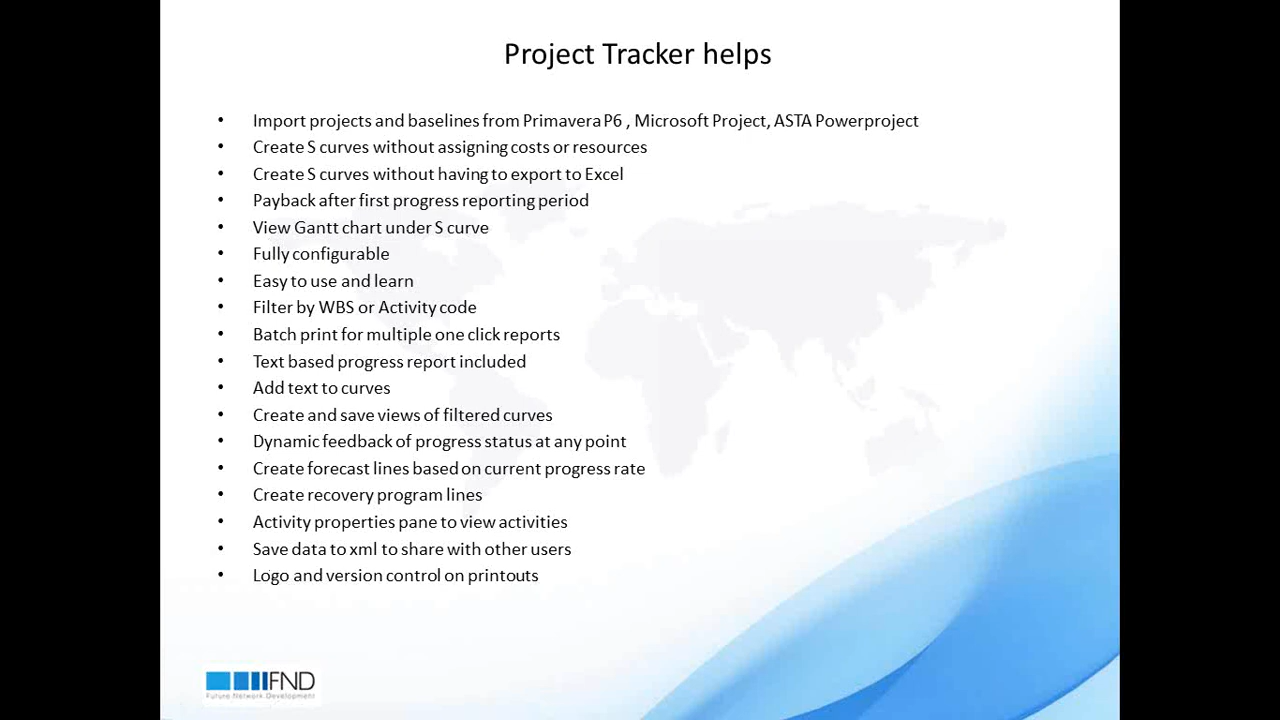 Project Tracker helps
• Import projects and baselines from Primavera P6 , Microsoft Project, ASTA Powerproject
• Create S curves without assigning costs or resources
• Create S curves without having to export to Excel
• Payback after first progress reporting period
• View Gantt chart under S curve
• Fully configurable
• Easy to use and learn
• Filter by WBS or Activity code
• Batch print for multiple one click reports
• Text based progress report included
• Add text to curves
• Create and save views of filtered curves
• Dynamic feedback of progress status at any point
• Create forecast lines based on current progress rate
• Create recovery program lines
• Activity properties pane to view activities
• Save data to xml to share with other users
• Logo and version control on printouts
FND
Future Network Development